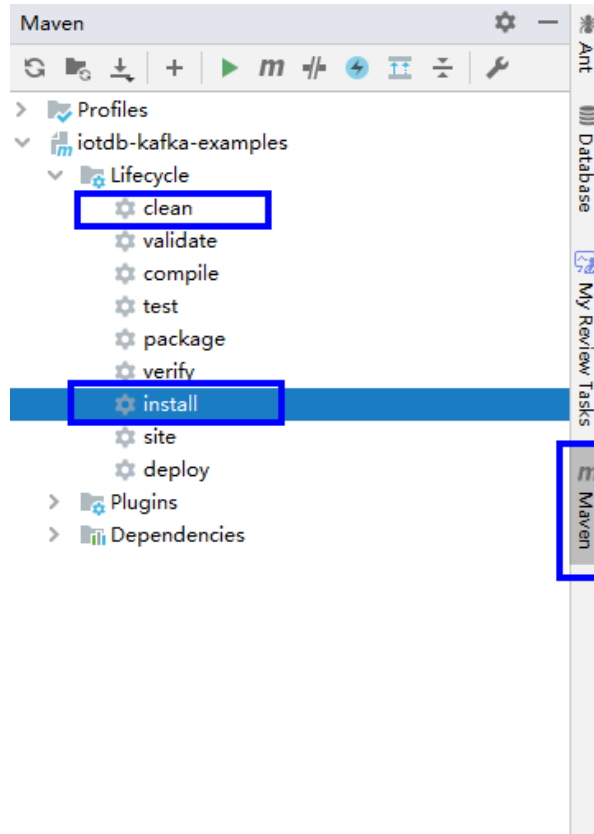 Maven
Profiles
iotdb-kafka-examples
Lifecycle
clean
validate
compile
test
package
verify
install
site
deploy
Plugins
Dependencies
Ant
Database
My Review Tasks
Maven